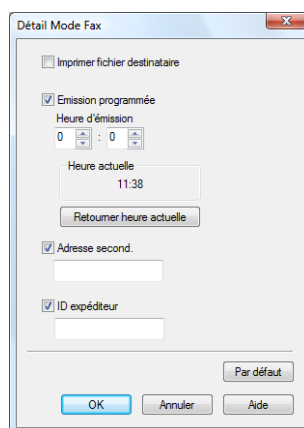 Détail Mode Fax
Imprimer fichier destinataire
Emission programmée
Heure d'émission
0 : 0
Heure actuelle
11:38
Retourner heure actuelle
Adresse second.
ID expéditeur
Par défaut
OK Annuler Aide